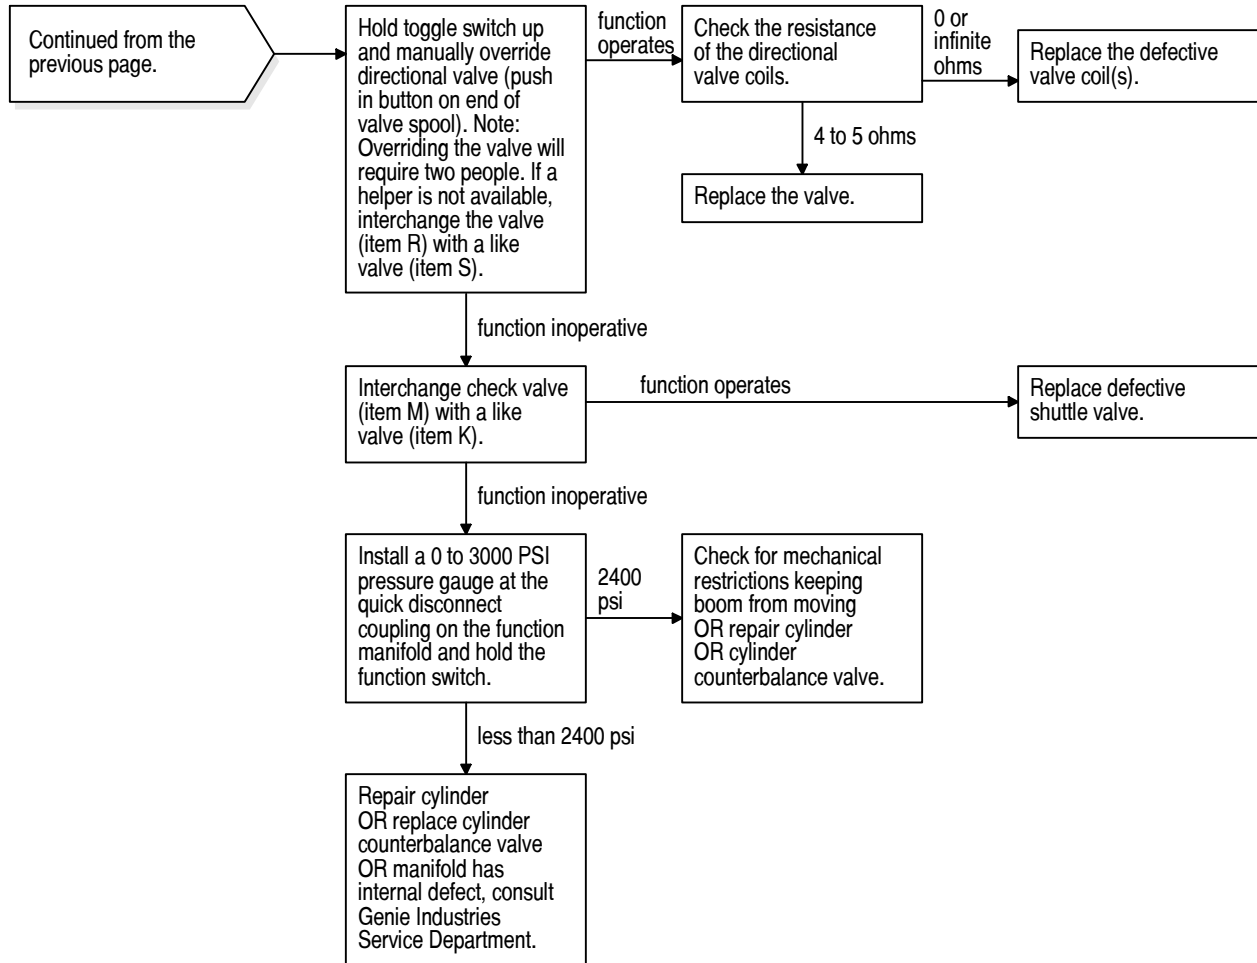 Continued from the
previous page.
Hold toggle switch up
and manually override
directional valve (push
in button on end of
valve spool). Note:
Overriding the valve will
require two people. If a
helper is not available,
interchange the valve
(item R) with a like
valve (item S).
function
operates
Check the resistance
of the directional
valve coils.
0 or
infinite
ohms
Replace the defective
valve coil(s).
4 to 5 ohms
Replace the valve.
function inoperative
Interchange check valve
(item M) with a like
valve (item K).
function operates
Replace defective
shuttle valve.
function inoperative
Install a 0 to 3000 PSI
pressure gauge at the
quick disconnect
coupling on the function
manifold and hold the
function switch.
2400
psi
Check for mechanical
restrictions keeping
boom from moving
OR repair cylinder
OR cylinder
counterbalance valve.
less than 2400 psi
Repair cylinder
OR replace cylinder
counterbalance valve
OR manifold has
internal defect, consult
Genie Industries
Service Department.